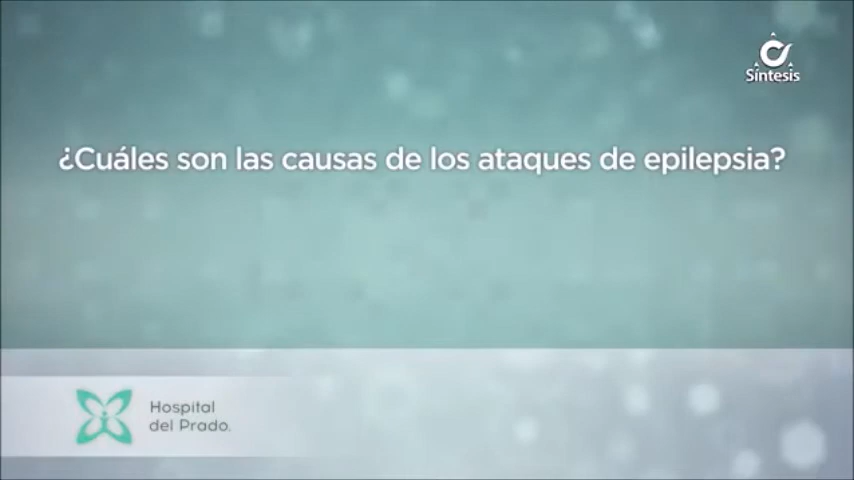 Síntesis
¿Cuáles son las causas de los ataques de epilepsia?
Hospital
del Prado.